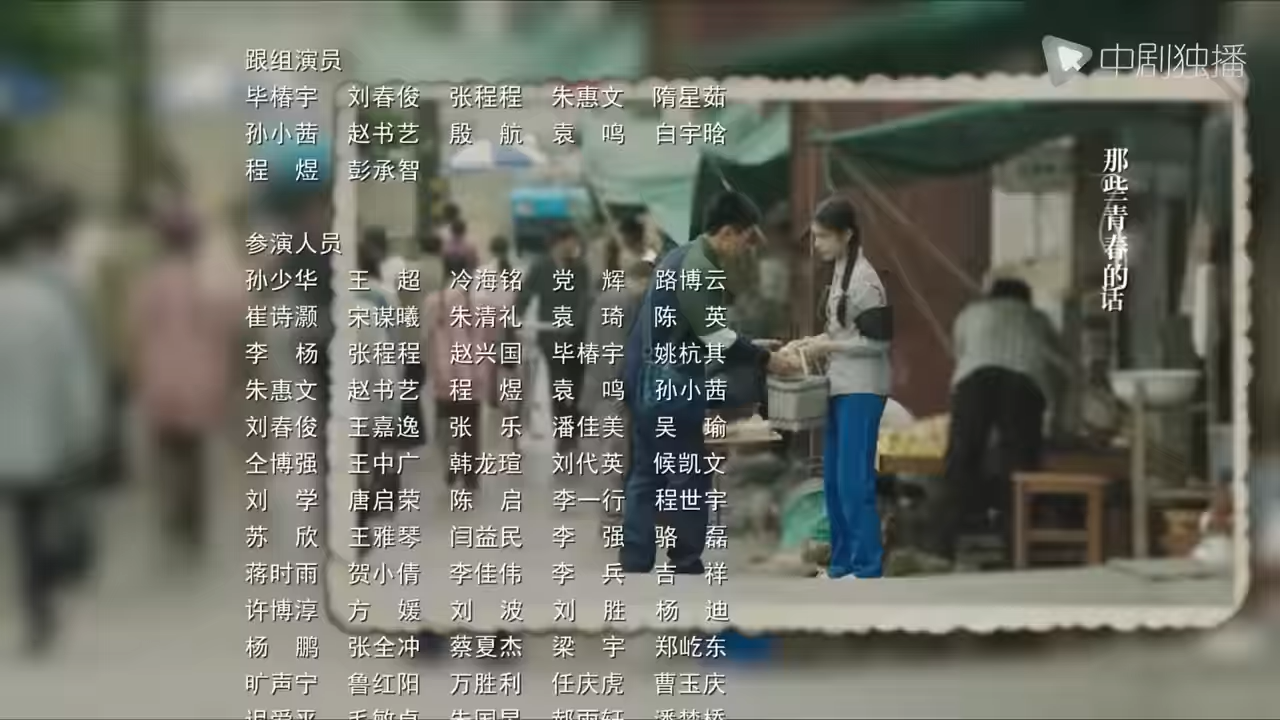 跟组演员
中剧独播
毕椿宇 刘春俊 张程程 朱惠文 隋星茹
孙小茜 赵书艺 殷 航 袁 鸣 白宇晗
程 煜 彭承智
那些青春的话
参演人员
孙少华 王 超 冷海铭 党 辉 路博云
崔诗灏 宋谋曦 朱清礼 袁 琦 陈 英
李 杨 张程程 赵兴国 毕椿宇 姚杭其
朱惠文 赵书艺 程 煜 袁 鸣 孙小茜
刘春俊 王嘉逸 张 乐 潘佳美 吴 瑜
仝博强 王中广 韩龙瑄 刘代英 候凯文
刘 学 唐启荣 陈 启 李一行 程世宇
苏 欣 王雅琴 闫益民 李 强 骆 磊
蒋时雨 贺小倩 李佳伟 李 兵 吉 祥
许博淳 方 媛 刘 波 刘 胜 杨 迪
杨 鹏 张全冲 蔡夏杰 梁 宇 郑屹东
旷声宁 鲁红阳 万胜利 任庆虎 曹玉庆